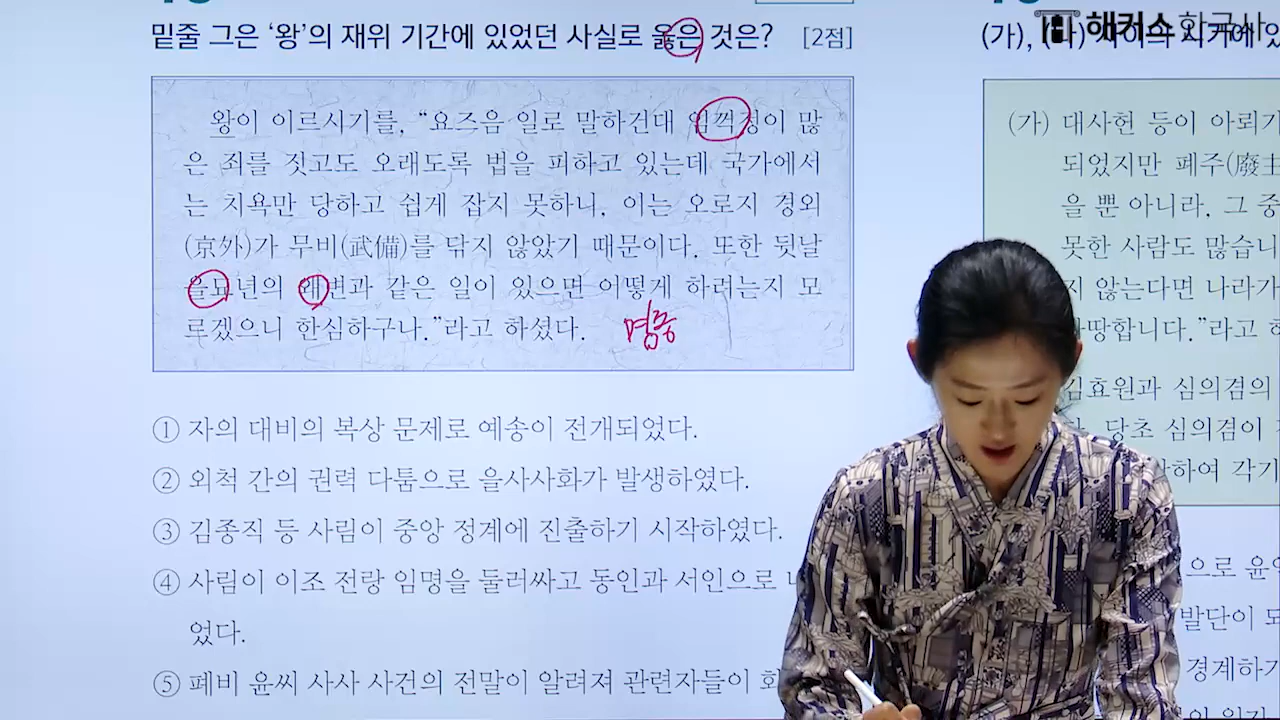 밑줄 그은 ‘왕’의 재위 기간에 있었던 사실로 옳은 것은? [2점]
왕이 이르시기를, “요즈음 일로 말하건대 임꺽정이 많
은 죄를 짓고도 오래도록 법을 피하고 있는데 국가에서
는 치욕만 당하고 쉽게 잡지 못하니, 이는 오로지 경외
(京外)가 무비(武備)를 닦지 않았기 때문이다. 또한 뒷날
을묘년의 왜변과 같은 일이 있으면 어떻게 하려는지 모
르겠으니 한심하구나.”라고 하셨다.
명종
① 자의 대비의 복상 문제로 예송이 전개되었다.
② 외척 간의 권력 다툼으로 을사사화가 발생하였다.
③ 김종직 등 사림이 중앙 정계에 진출하기 시작하였다.
④ 사림이 이조 전랑 임명을 둘러싸고 동인과 서인으로
었다.
⑤ 폐비 윤씨 사사 사건의 전말이 알려져 관련자들이
해커스 한국사
(가), (나) 사이의 시기에
(가) 대사헌 등이 아뢰기
되었지만 폐주(廢主
을 뿐 아니라, 그 중
못한 사람도 많습니
지 않는다면 나라가
마땅합니다.”라고
김효원과 심의겸의
당초 심의겸이
하여 각기
으로
발단이
경계하기